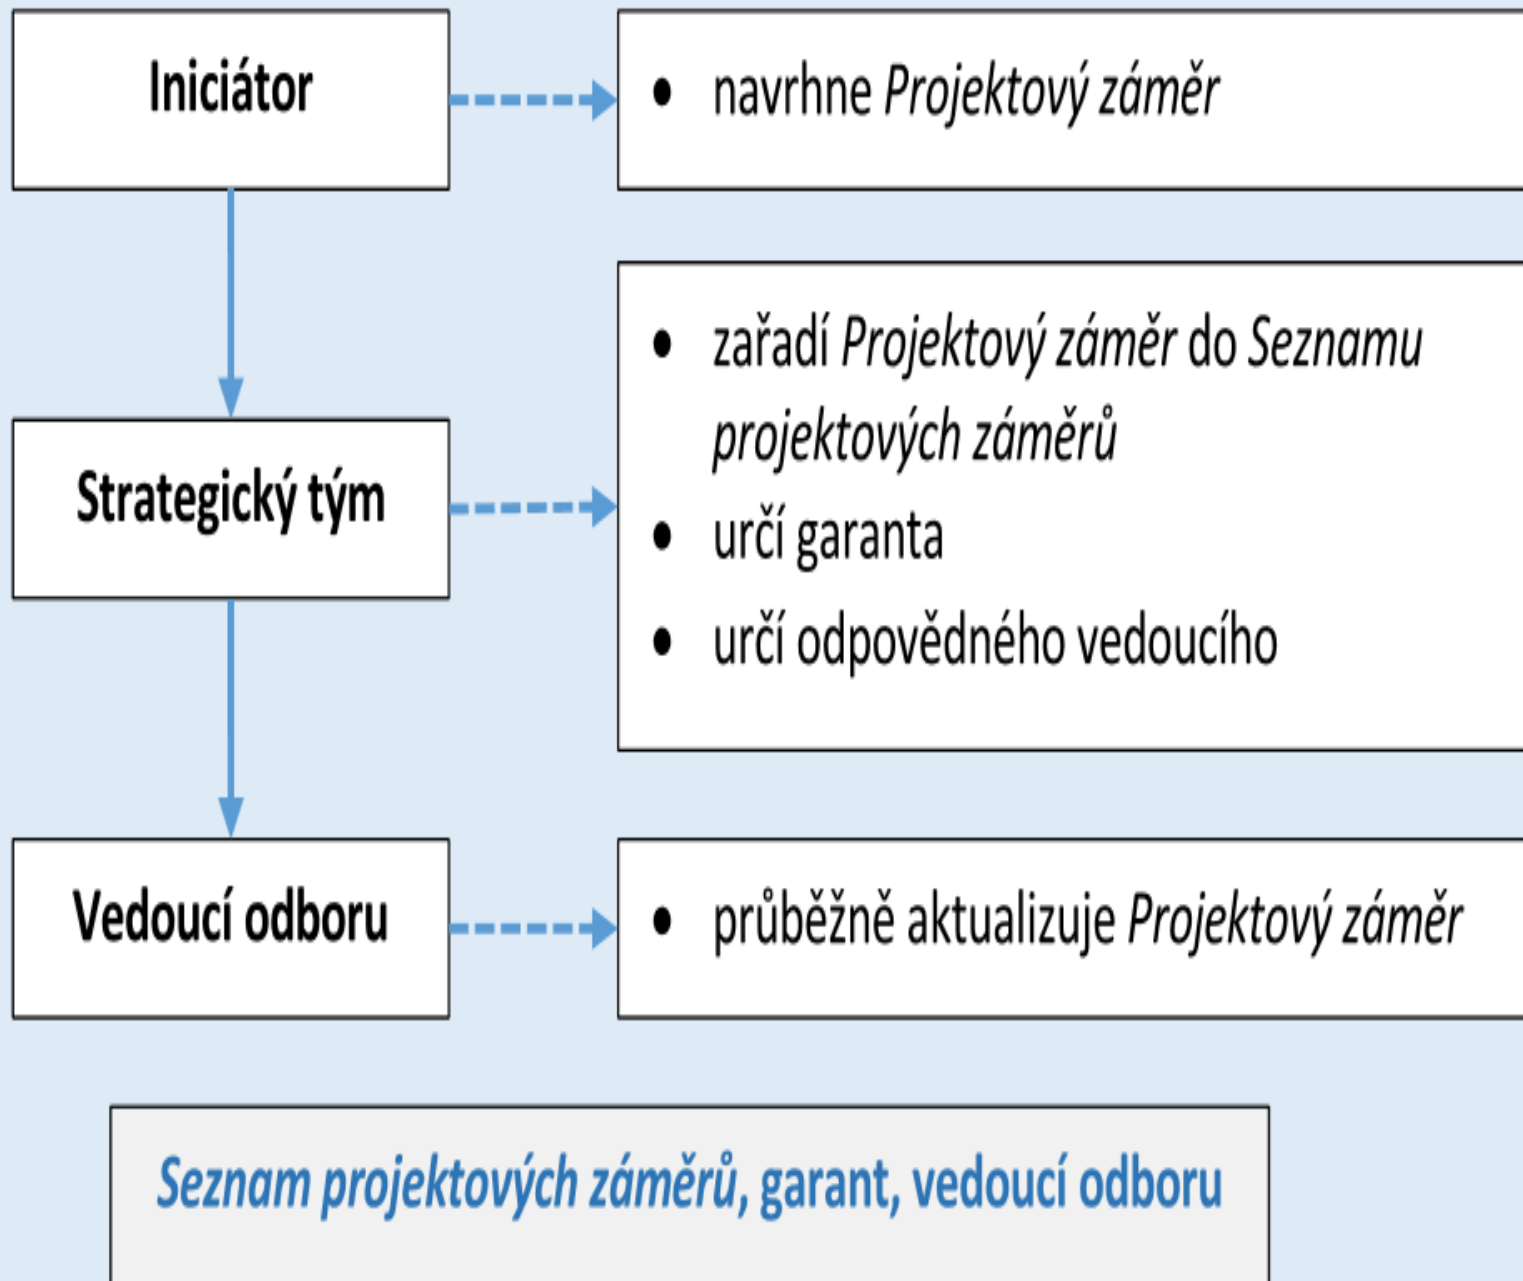 Iniciátor
• navrhne Projektový záměr
Strategický tým
• zařadí Projektový záměr do Seznamu
projektových záměrů
• určí garanta
• určí odpovědného vedoucího
Vedoucí odboru
• průběžně aktualizuje Projektový záměr
Seznam projektových záměrů, garant, vedoucí odboru